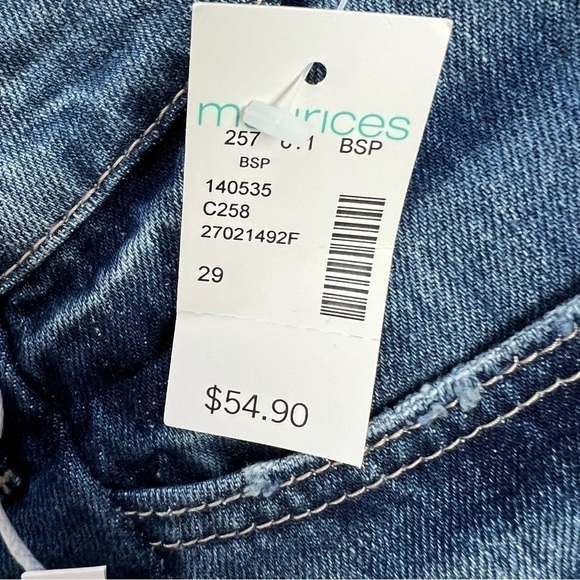 maurices
257 BSP
BSP
140535
C258
27021492F
29
$54.90